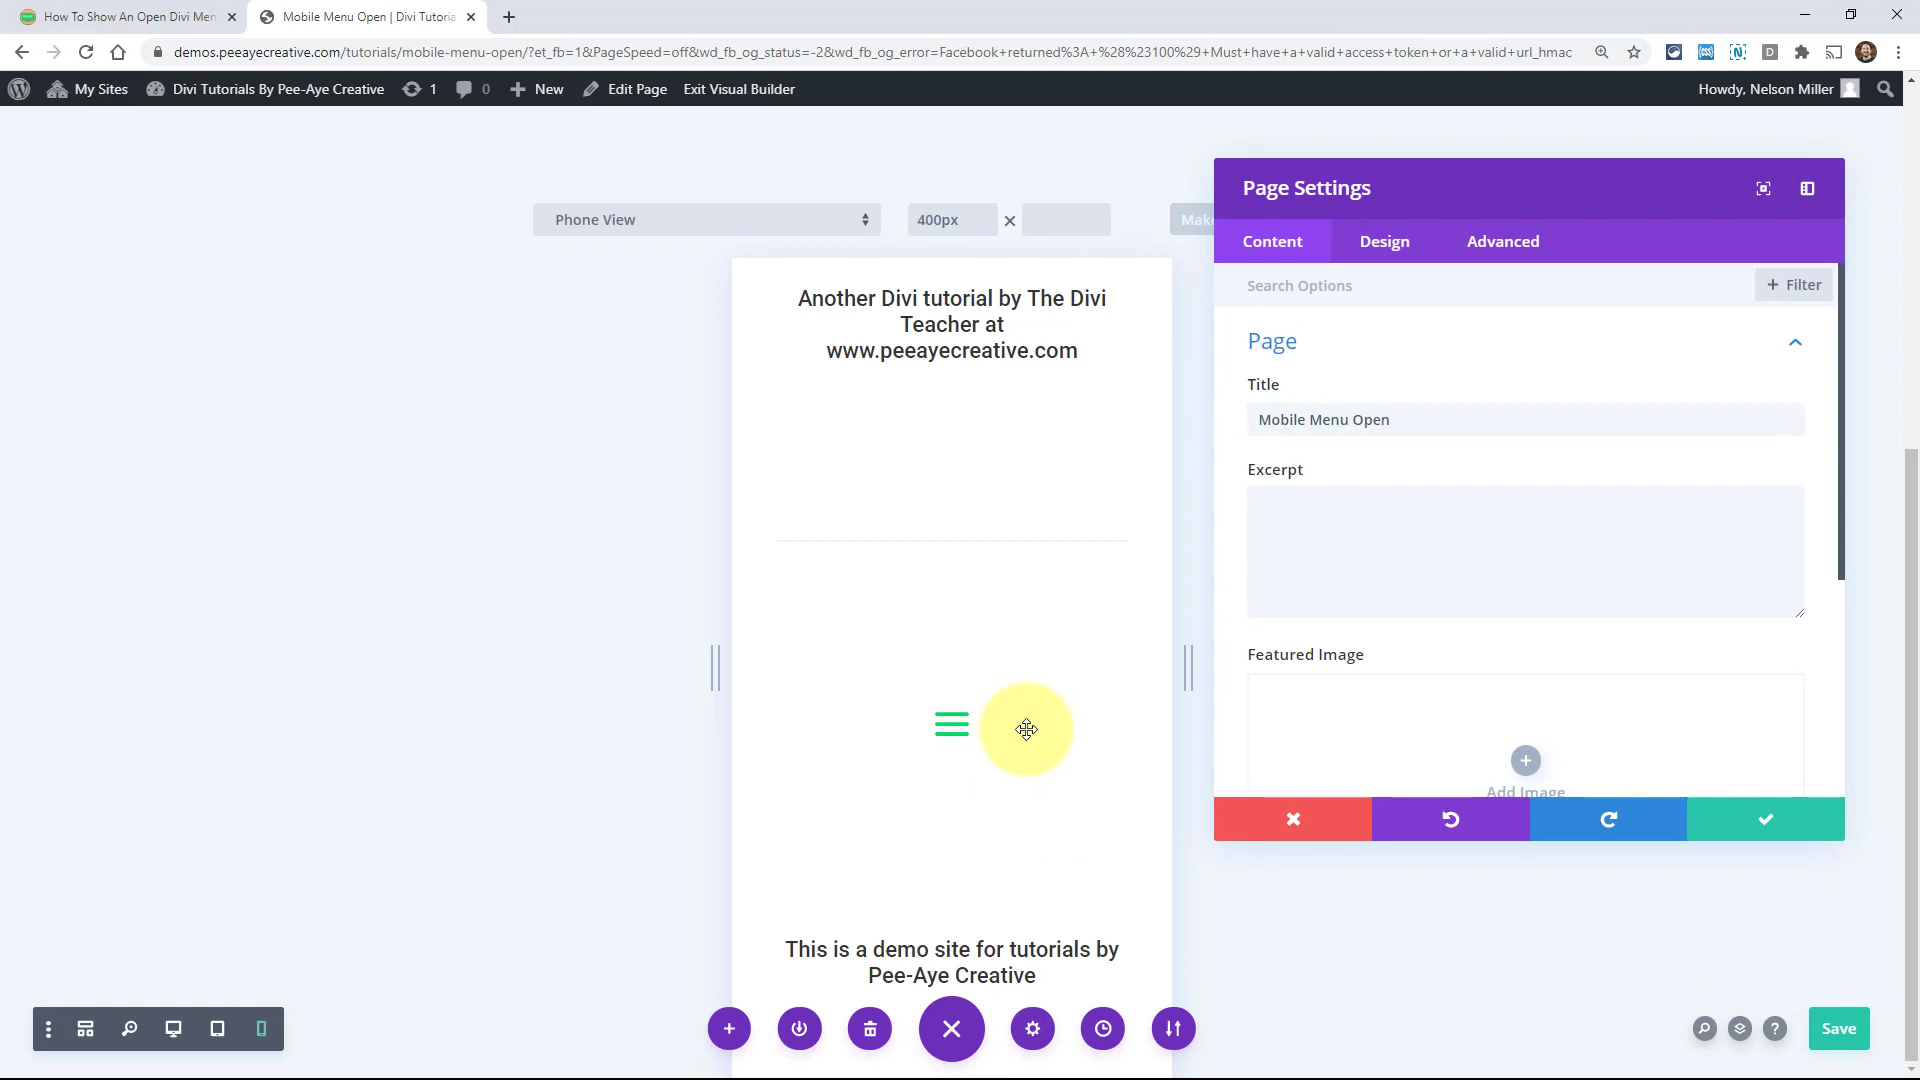 How To Show An Open Divi Men
Mobile Menu Open | Divi Tutoria
demos.peeayecreative.com/tutorials/mobile-menu-open/?et_fb=1&PageSpeed=off&wd_fb_og_status=-2&wd_fb_og_error=Facebook+returned%3A+%28%23100%29+Must+have+a+valid+access+token+or+a+valid+url_hmac
My Sites
Divi Tutorials By Pee-Aye Creative
1
0
New
Edit Page
Exit Visual Builder
Howdy, Nelson Miller
Phone View
400px
Make
Page Settings
Content
Design
Advanced
Search Options
+ Filter
Another Divi tutorial by The Divi
Teacher at
www.peeayecreative.com
Page
Title
Mobile Menu Open
Excerpt
Featured Image
Add Image
This is a demo site for tutorials by
Pee-Aye Creative
Save